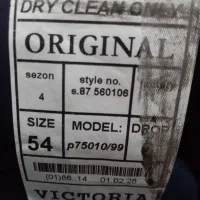 DRY CLEAN ONLY
ORIGINAL
sezon style no.
4 s.87 560106
SIZE MODEL: DROP
54 p75010/99
VICTORIA